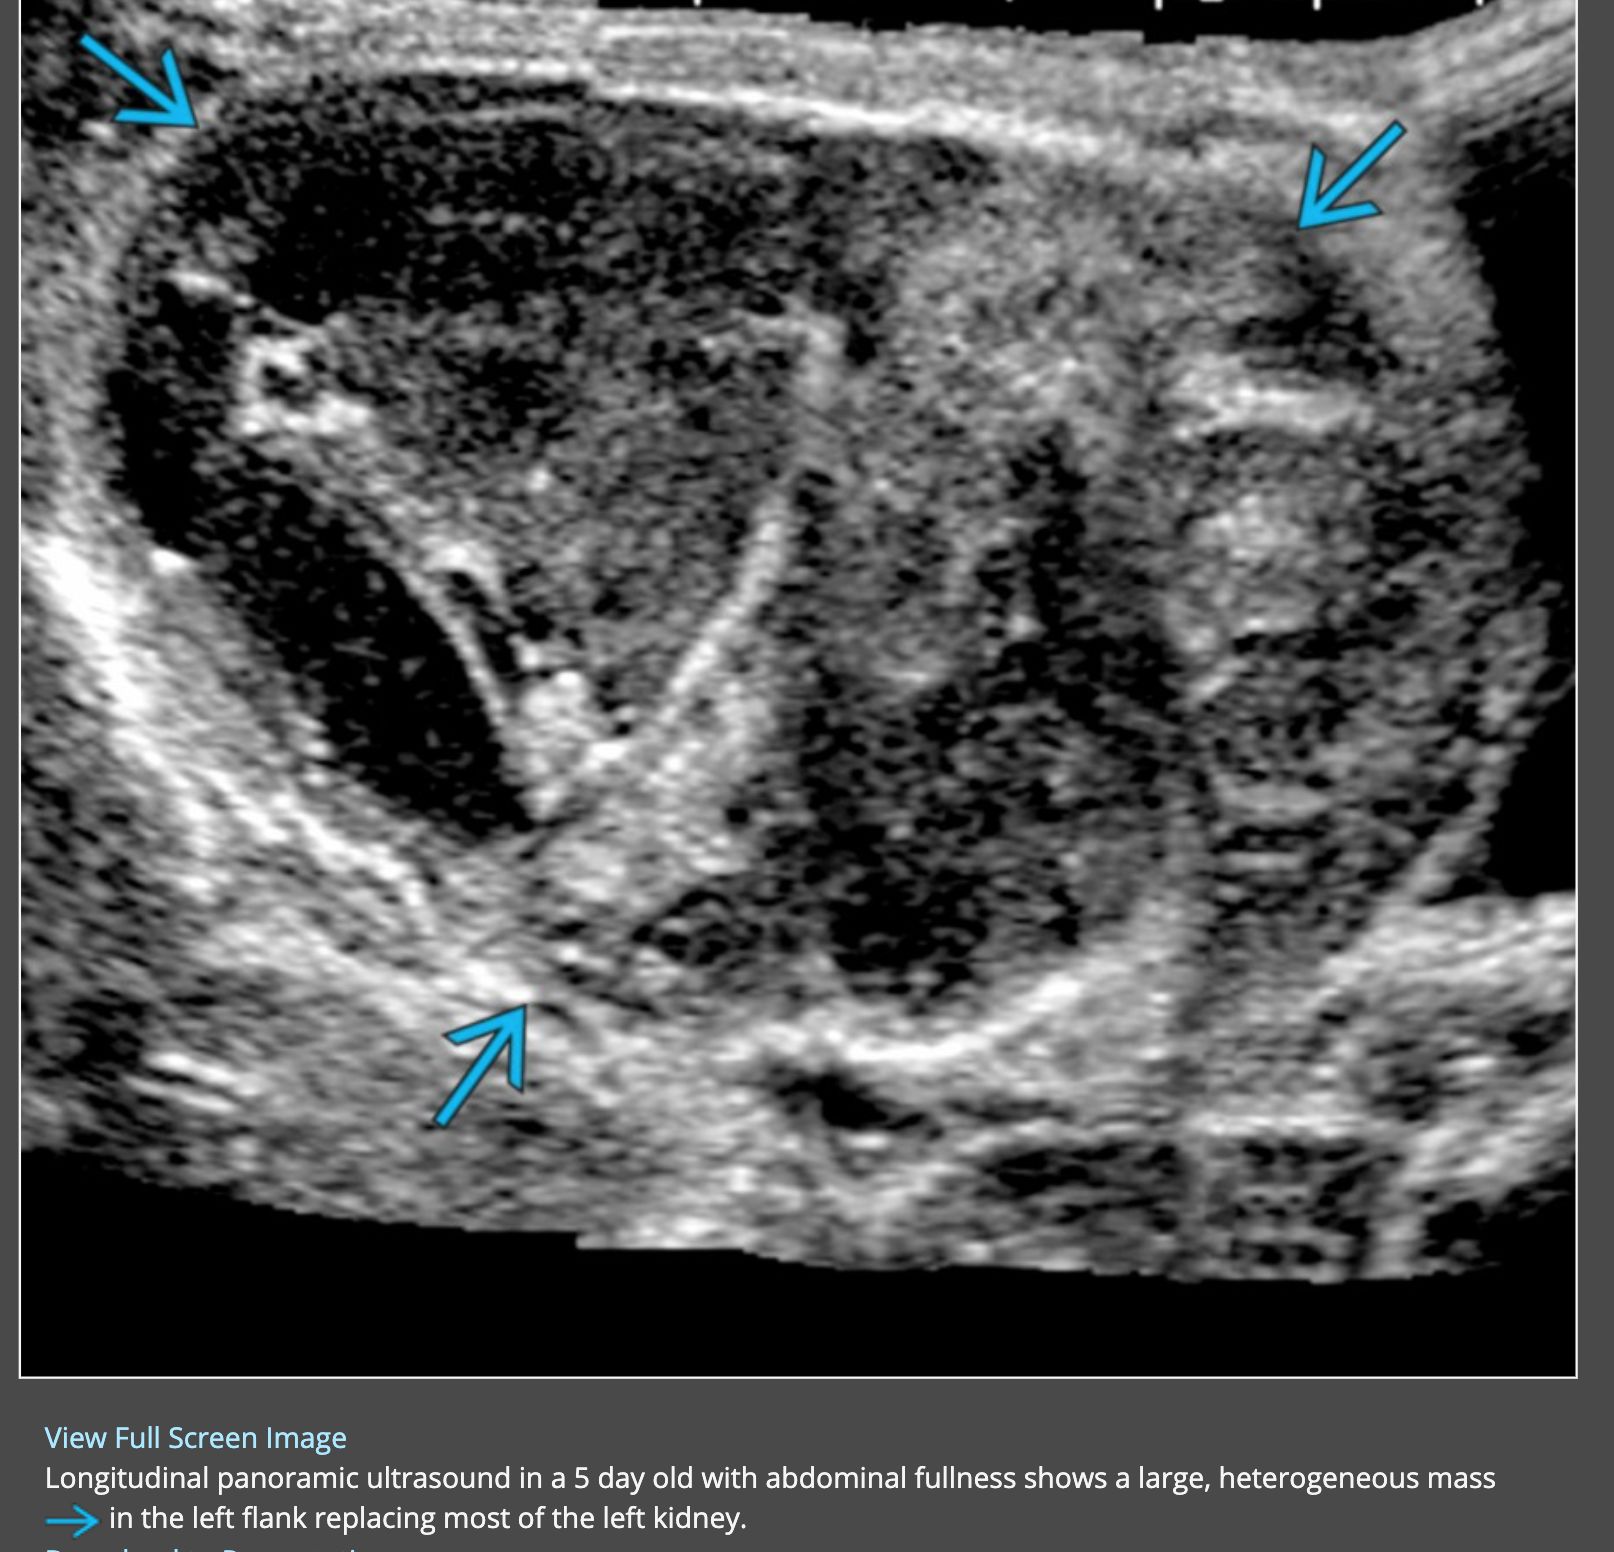 View Full Screen Image
Longitudinal panoramic ultrasound in a 5 day old with abdominal fullness shows a large, heterogeneous mass
in the left flank replacing most of the left kidney.